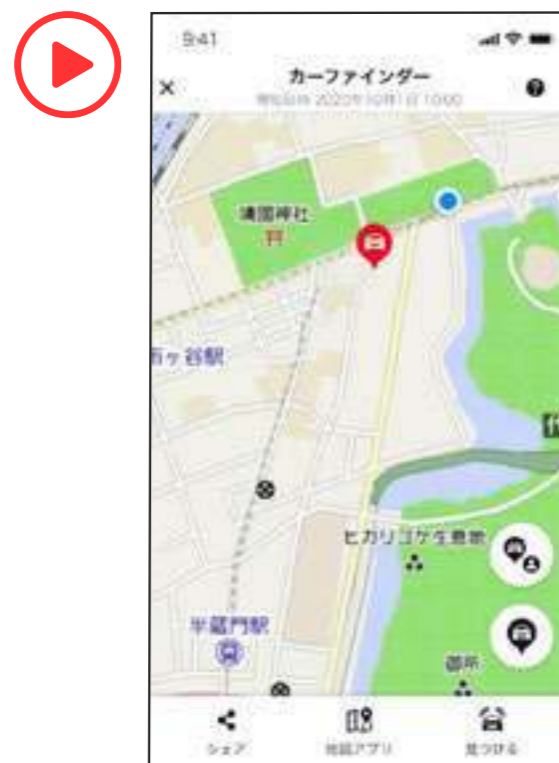 9:41
カーファインダー
靖国神社
市ヶ谷駅
ヒカリゴケ生息地
半蔵門駅
御所
シェア
地図アプリ
見つける